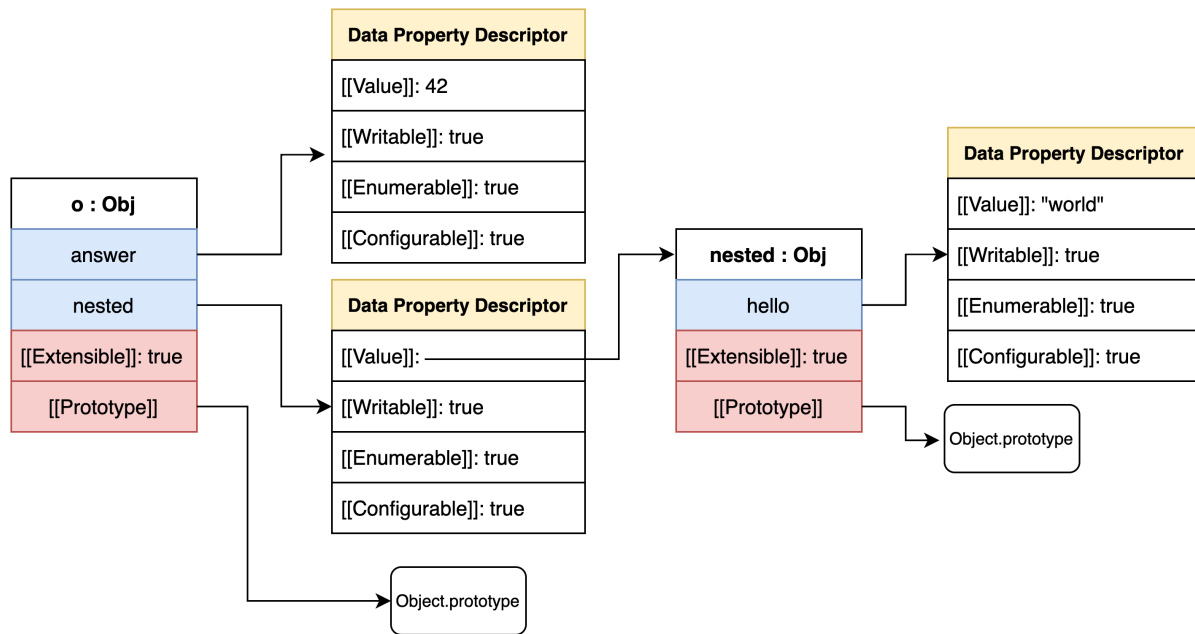 Data Property Descriptor
[[Value]]: 42
[[Writable]]: true
[[Enumerable]]: true
[[Configurable]]: true
o : Obj
answer
nested
[[Extensible]]: true
[[Prototype]]
Data Property Descriptor
[[Value]]:
[[Writable]]: true
[[Enumerable]]: true
[[Configurable]]: true
Object.prototype
nested : Obj
hello
[[Extensible]]: true
[[Prototype]]
Data Property Descriptor
[[Value]]: "world"
[[Writable]]: true
[[Enumerable]]: true
[[Configurable]]: true
Object.prototype